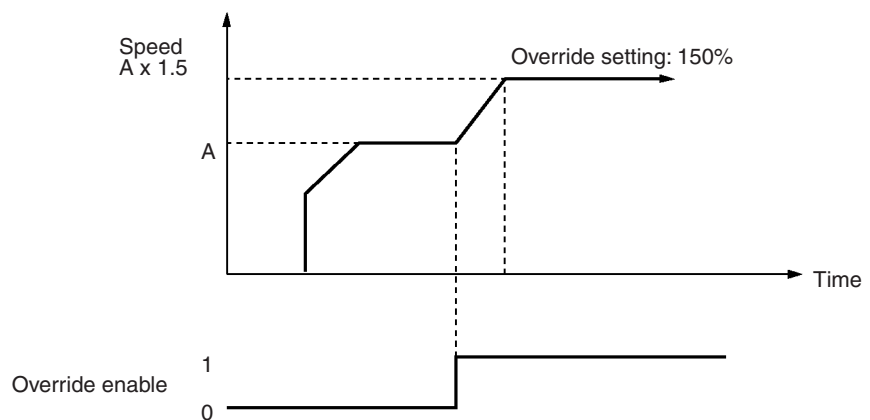 Speed
A x 1.5
Override setting: 150%
A
Time
1
Override enable
0